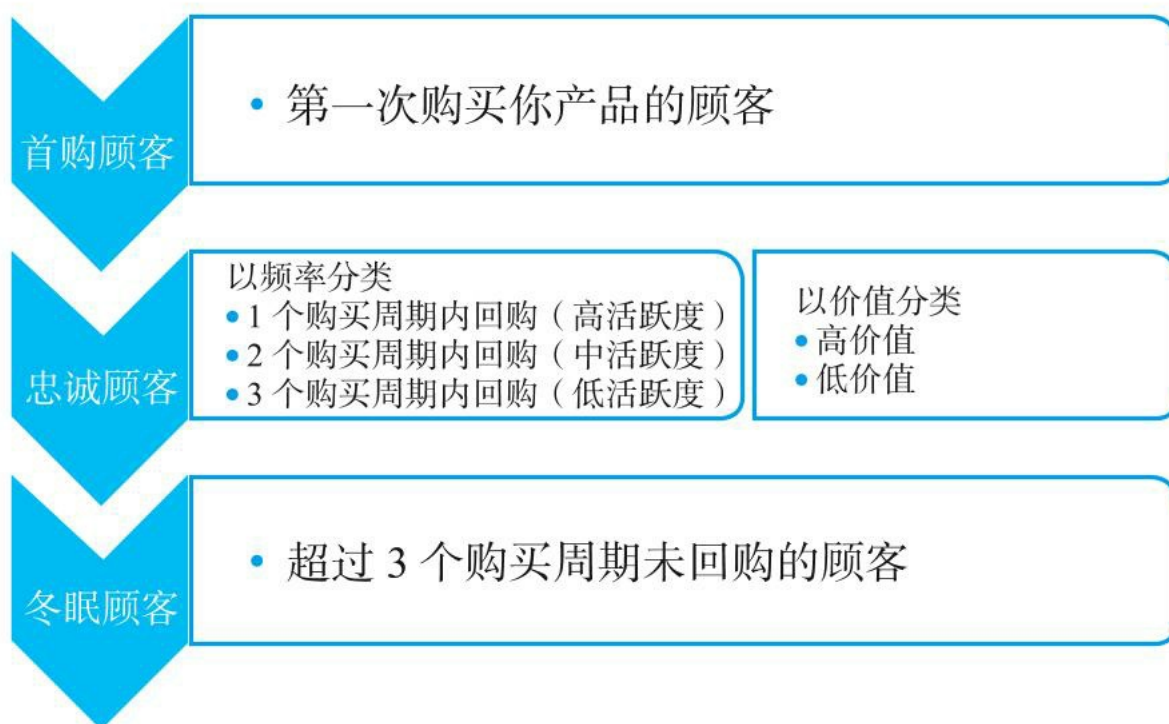 首购顾客
• 第一次购买你产品的顾客
忠诚顾客
以频率分类
• 1 个购买周期内回购（高活跃度）
• 2 个购买周期内回购（中活跃度）
• 3 个购买周期内回购（低活跃度）
以价值分类
• 高价值
• 低价值
冬眠顾客
• 超过 3 个购买周期未回购的顾客